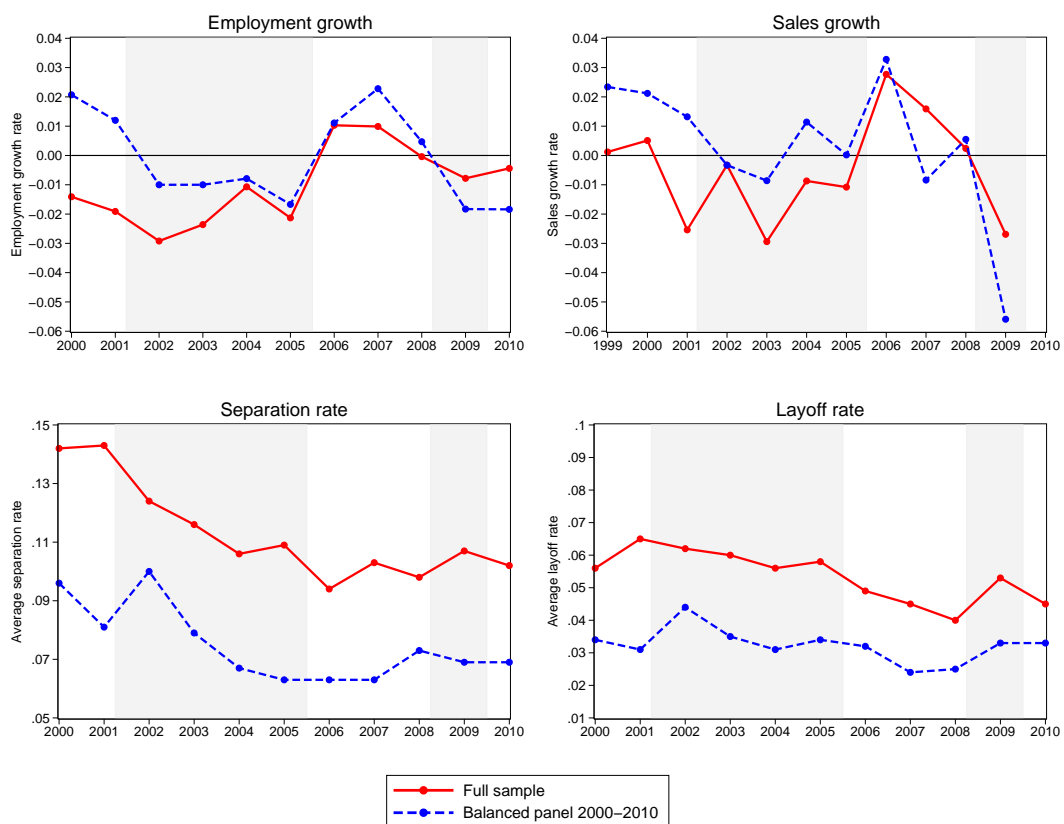 Employment growth
Employment growth rate
0.04
0.03
0.02
0.01
0.00
−0.01
−0.02
−0.03
−0.04
−0.05
−0.06
2000 2001 2002 2003 2004 2005 2006 2007 2008 2009 2010
Sales growth
Sales growth rate
0.04
0.03
0.02
0.01
0.00
−0.01
−0.02
−0.03
−0.04
−0.05
−0.06
1999 2000 2001 2002 2003 2004 2005 2006 2007 2008 2009 2010
Separation rate
Average separation rate
.15
.13
.11
.09
.07
.05
2000 2001 2002 2003 2004 2005 2006 2007 2008 2009 2010
Layoff rate
Average layoff rate
.1
.09
.08
.07
.06
.05
.04
.03
.02
.01
2000 2001 2002 2003 2004 2005 2006 2007 2008 2009 2010
Full sample
Balanced panel 2000−2010